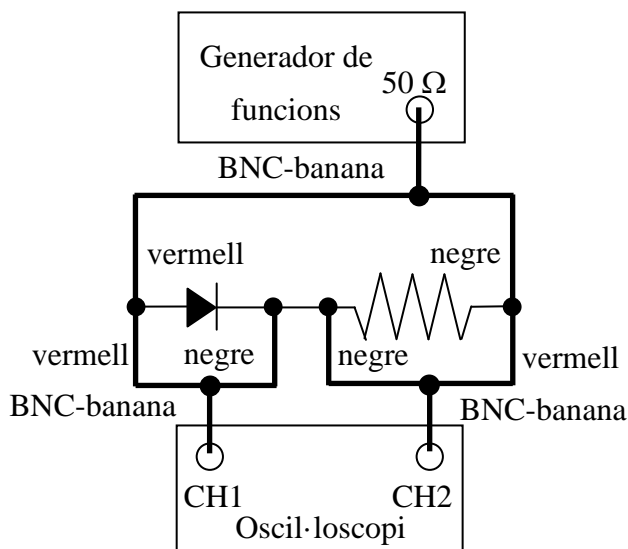 Generador de
50 Ω
funcions
BNC-banana
vermell
negre
vermell
negre
negre
vermell
BNC-banana
BNC-banana
CH1
CH2
Oscil·loscopi